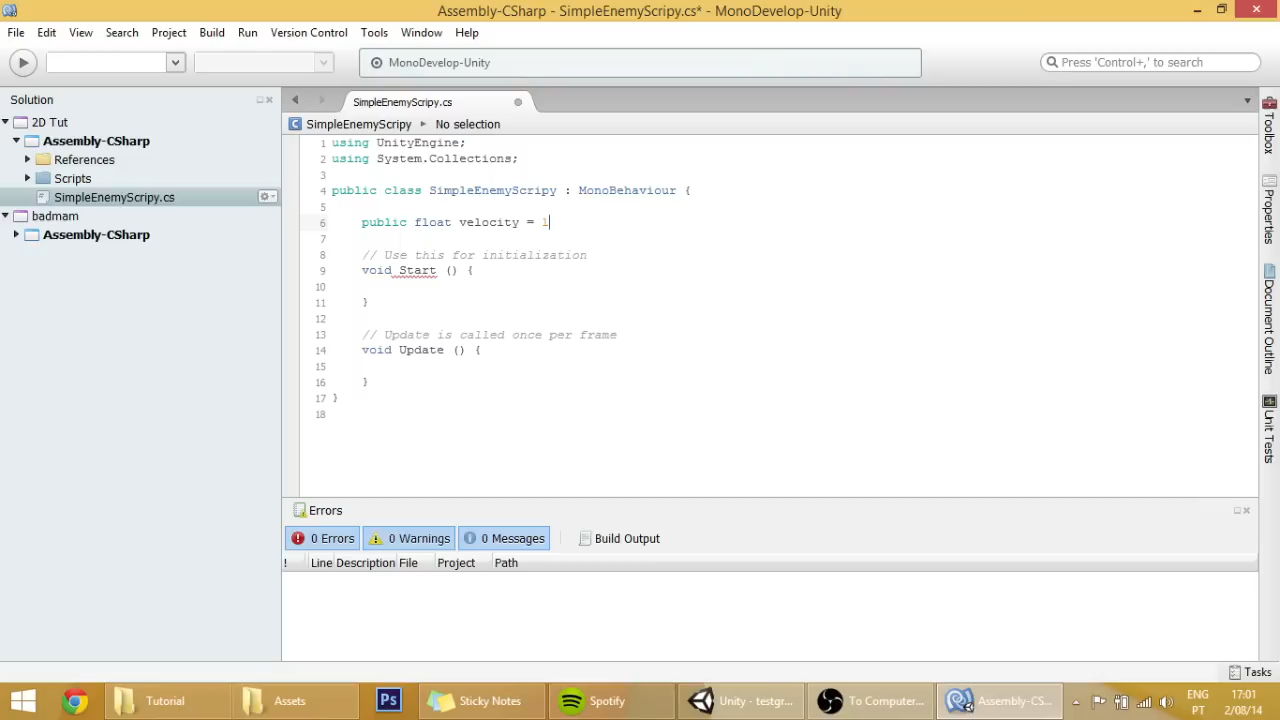 Assembly-CSharp - SimpleEnemyScripy.cs* - MonoDevelop-Unity
File Edit View Search Project Build Run Version Control Tools Window Help
MonoDevelop-Unity
Press 'Control+,' to search
Solution
2D Tut
Assembly-CSharp
References
Scripts
SimpleEnemyScripy.cs
badmam
Assembly-CSharp
SimpleEnemyScripy.cs
SimpleEnemyScripy ▸ No selection
1 using UnityEngine;
2 using System.Collections;
3
4 public class SimpleEnemyScripy : MonoBehaviour {
5
6 public float velocity = 1
7
8 // Use this for initialization
9 void Start () {
10
11 }
12
13 // Update is called once per frame
14 void Update () {
15
16 }
17 }
18
Toolbox
Properties
Document Outline
Unit Tests
Errors
0 Errors 0 Warnings 0 Messages Build Output
! Line Description File Project Path
Tasks
Tutorial Assets Ps Sticky Notes Spotify Unity - testgr... To Computer... Assembly-CS...
ENG
PT
17:01
2/08/14